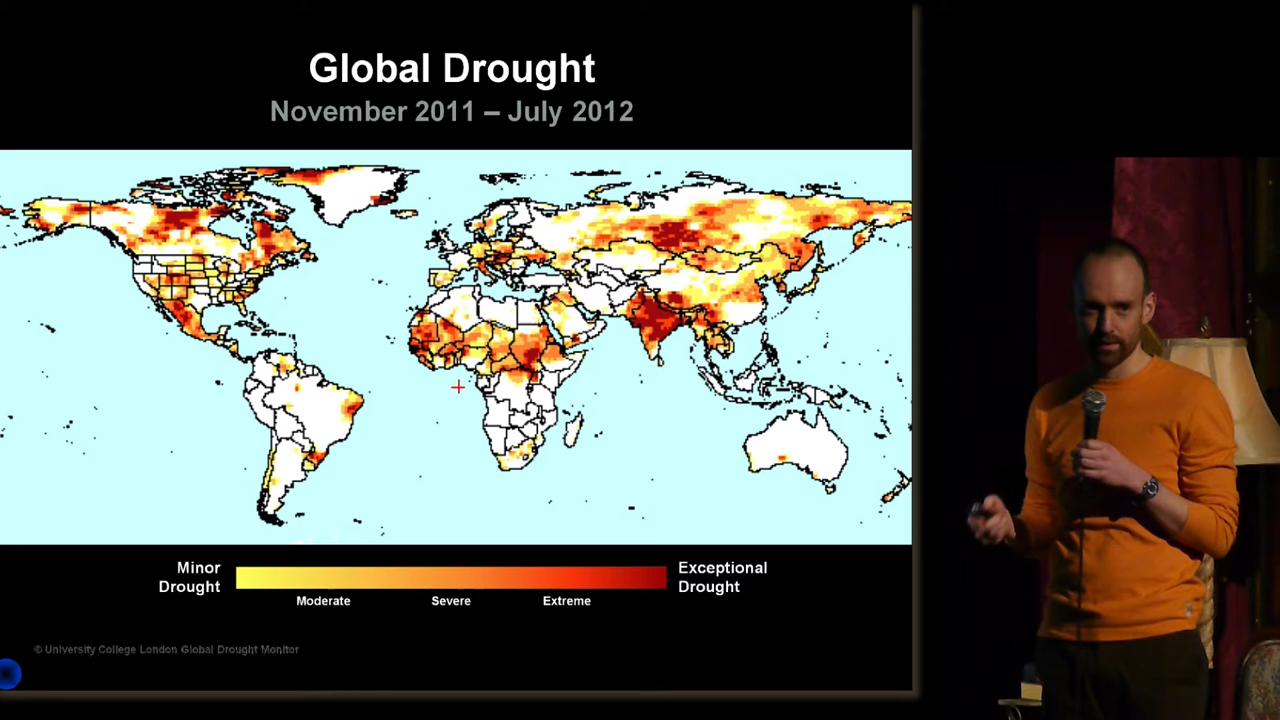 Global Drought
November 2011 – July 2012
Minor
Drought
Exceptional
Drought
Moderate
Severe
Extreme
© University College London Global Drought Monitor